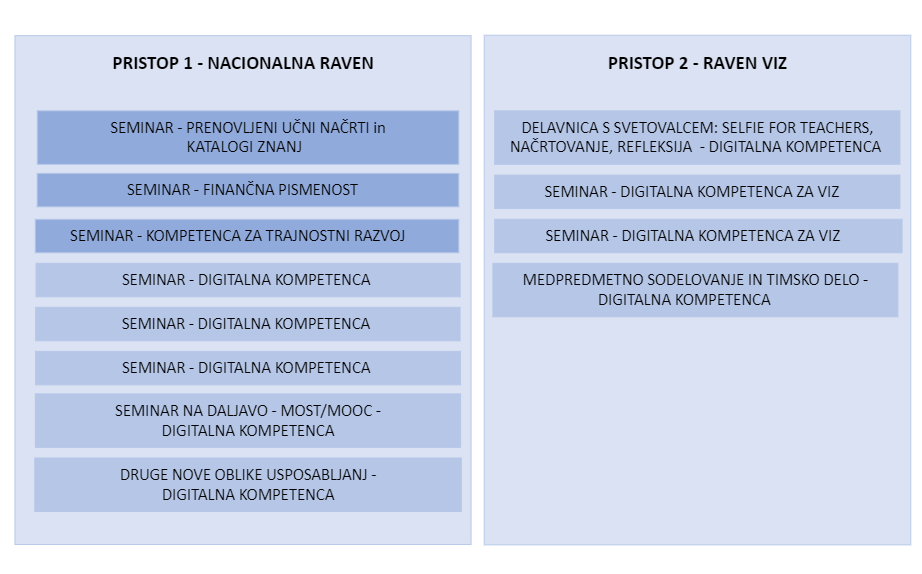 PRISTOP 1 - NACIONALNA RAVEN
SEMINAR - PRENOVLJENI UČNI NAČRTI in
KATALOGI ZNANJ
SEMINAR - FINANČNA PISMENOST
SEMINAR - KOMPETENCA ZA TRAJNOSTNI RAZVOJ
SEMINAR - DIGITALNA KOMPETENCA
SEMINAR - DIGITALNA KOMPETENCA
SEMINAR - DIGITALNA KOMPETENCA
SEMINAR NA DALJAVO - MOST/MOOC -
DIGITALNA KOMPETENCA
DRUGE NOVE OBLIKE USPOSABLJANJ -
DIGITALNA KOMPETENCA
PRISTOP 2 - RAVEN VIZ
DELAVNICA S SVETOVALCEM: SELFIE FOR TEACHERS,
NAČRTOVANJE, REFLEKSIJA - DIGITALNA KOMPETENCA
SEMINAR - DIGITALNA KOMPETENCA ZA VIZ
SEMINAR - DIGITALNA KOMPETENCA ZA VIZ
MEDPREDMETNO SODELOVANJE IN TIMSKO DELO -
DIGITALNA KOMPETENCA